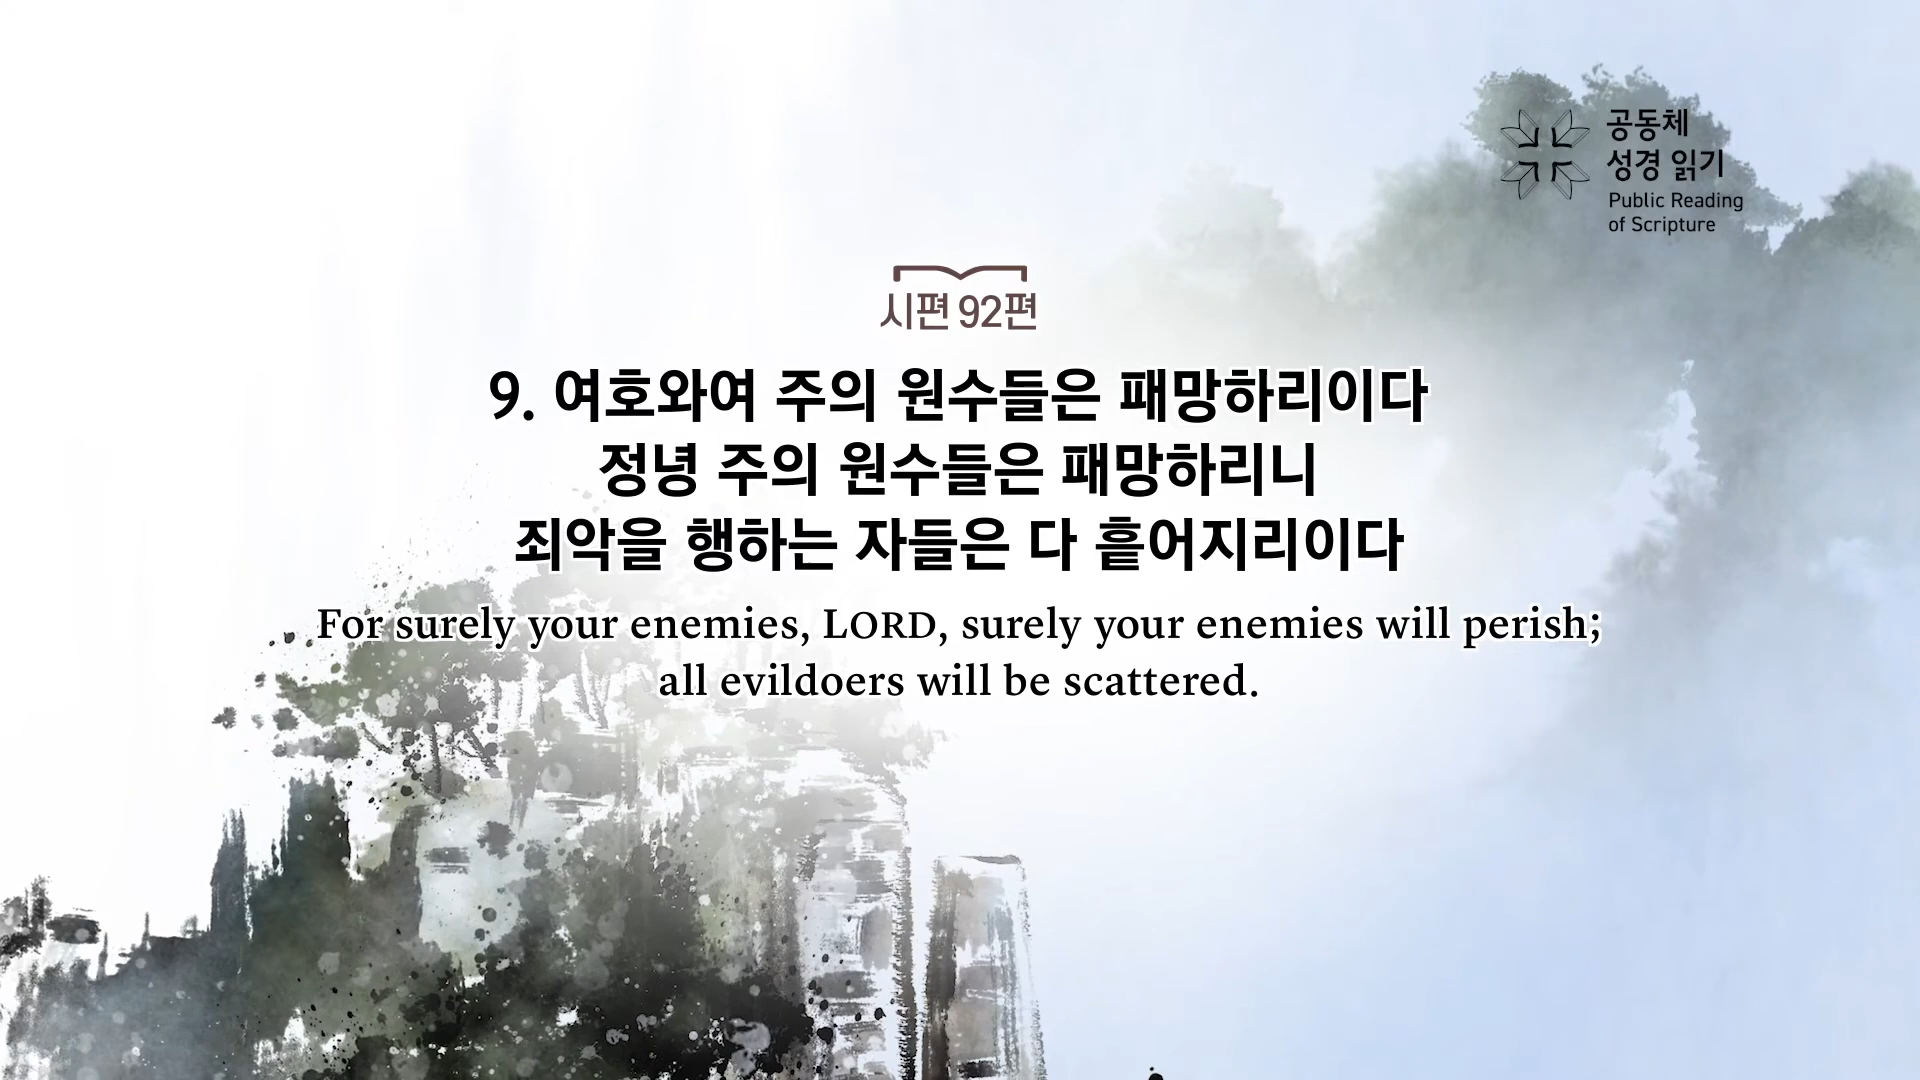 공동체
성경 읽기
Public Reading
of Scripture
시편 92편
9. 여호와여 주의 원수들은 패망하리이다
정녕 주의 원수들은 패망하리니
죄악을 행하는 자들은 다 흩어지리이다
For surely your enemies, LORD, surely your enemies will perish;
all evildoers will be scattered.